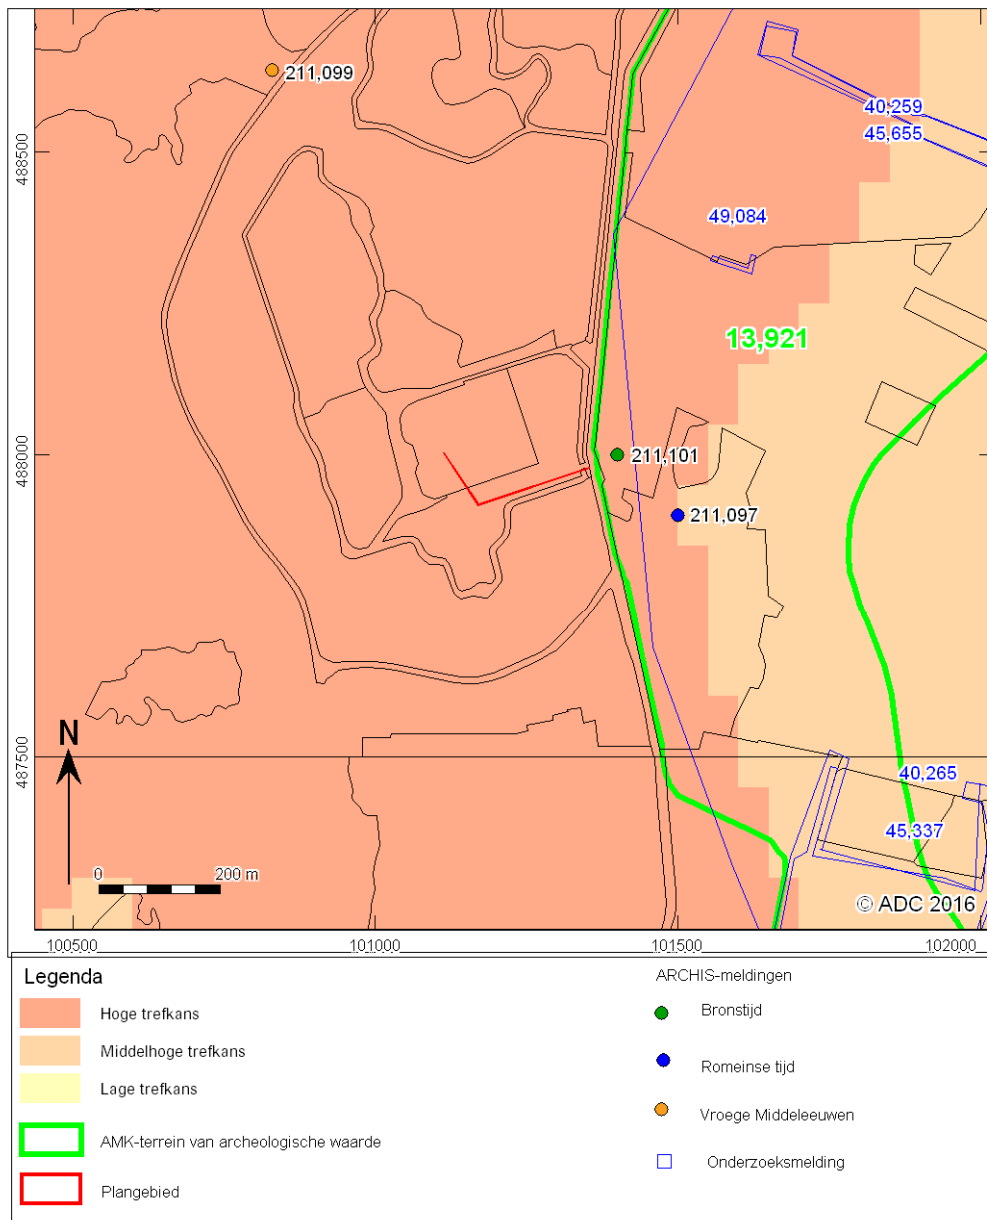 211,099
40,259
45,655
488500
49,084
13,921
488000
211,101
211,097
487500
40,265
45,337
N
0 200 m
© ADC 2016
100500 101000 101500 102000
Legenda
Hoge trefkans
Middelhoge trefkans
Lage trefkans
AMK-terrein van archeologische waarde
Plangebied
ARCHIS-meldingen
Bronstijd
Romeinse tijd
Vroege Middeleeuwen
Onderzoeksmelding